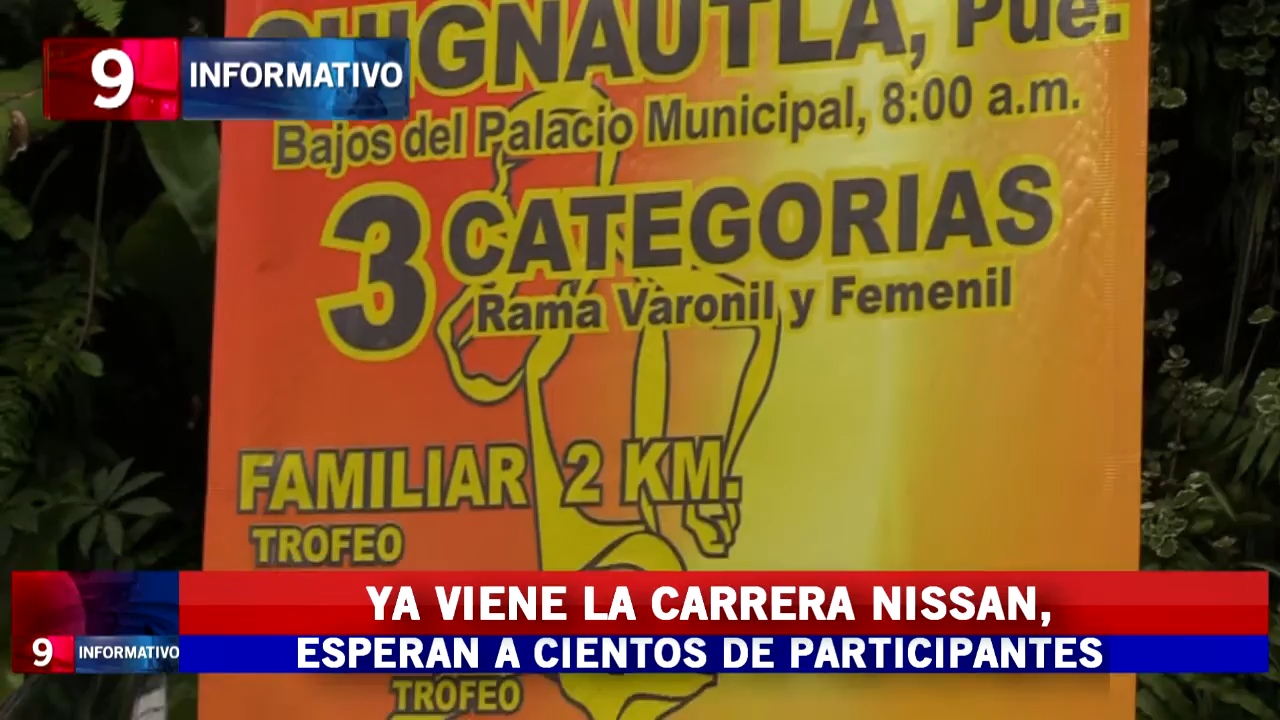 9 INFORMATIVO
CHIGNAUTLA, Pue.
Bajos del Palacio Municipal, 8:00 a.m.
3 CATEGORIAS
Rama Varonil y Femenil
FAMILIAR 2 KM.
TROFEO
YA VIENE LA CARRERA NISSAN,
9 INFORMATIVO
ESPERAN A CIENTOS DE PARTICIPANTES
TROFEO